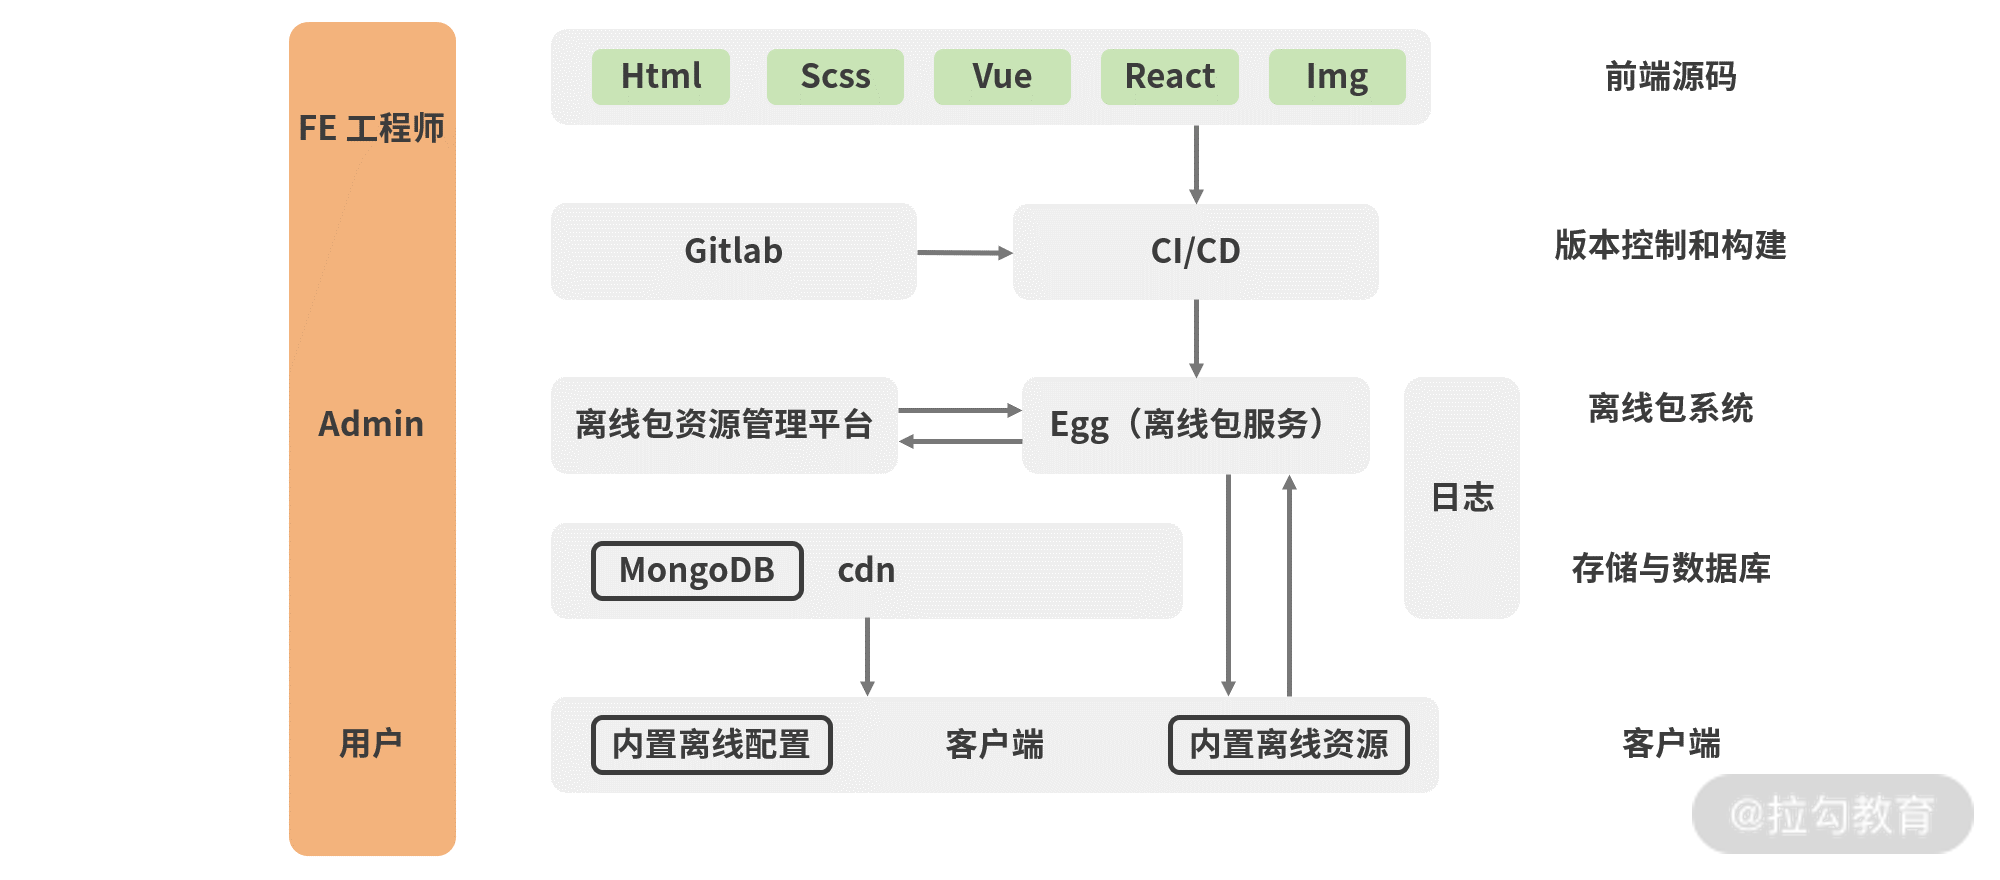 FE 工程师
Html
Scss
Vue
React
Img
前端源码
Gitlab
CI/CD
版本控制和构建
Admin
离线包资源管理平台
Egg（离线包服务）
离线包系统
日志
MongoDB
cdn
存储与数据库
用户
内置离线配置
客户端
内置离线资源
客户端
@拉勾教育